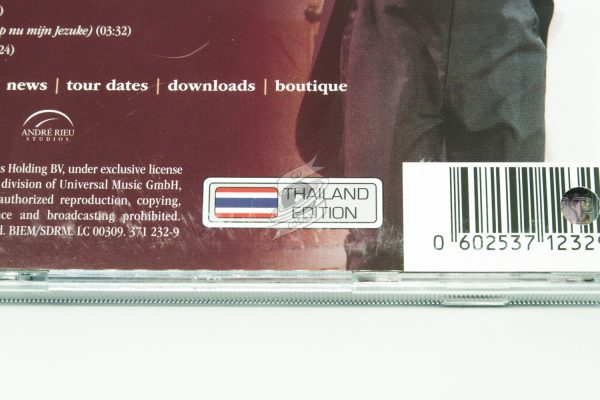 )
p nu mijn Jezuke) (03:32)
24)
news | tour dates | downloads | boutique
ANDRÉ RIEU
STUDIOS
s Holding BV, under exclusive license
division of Universal Music GmbH,
authorized reproduction, copying,
nce and broadcasting prohibited.
d. BIEM/SDRM. LC 00309. 371 232-9
THAILAND
EDITION
0 602537 12329